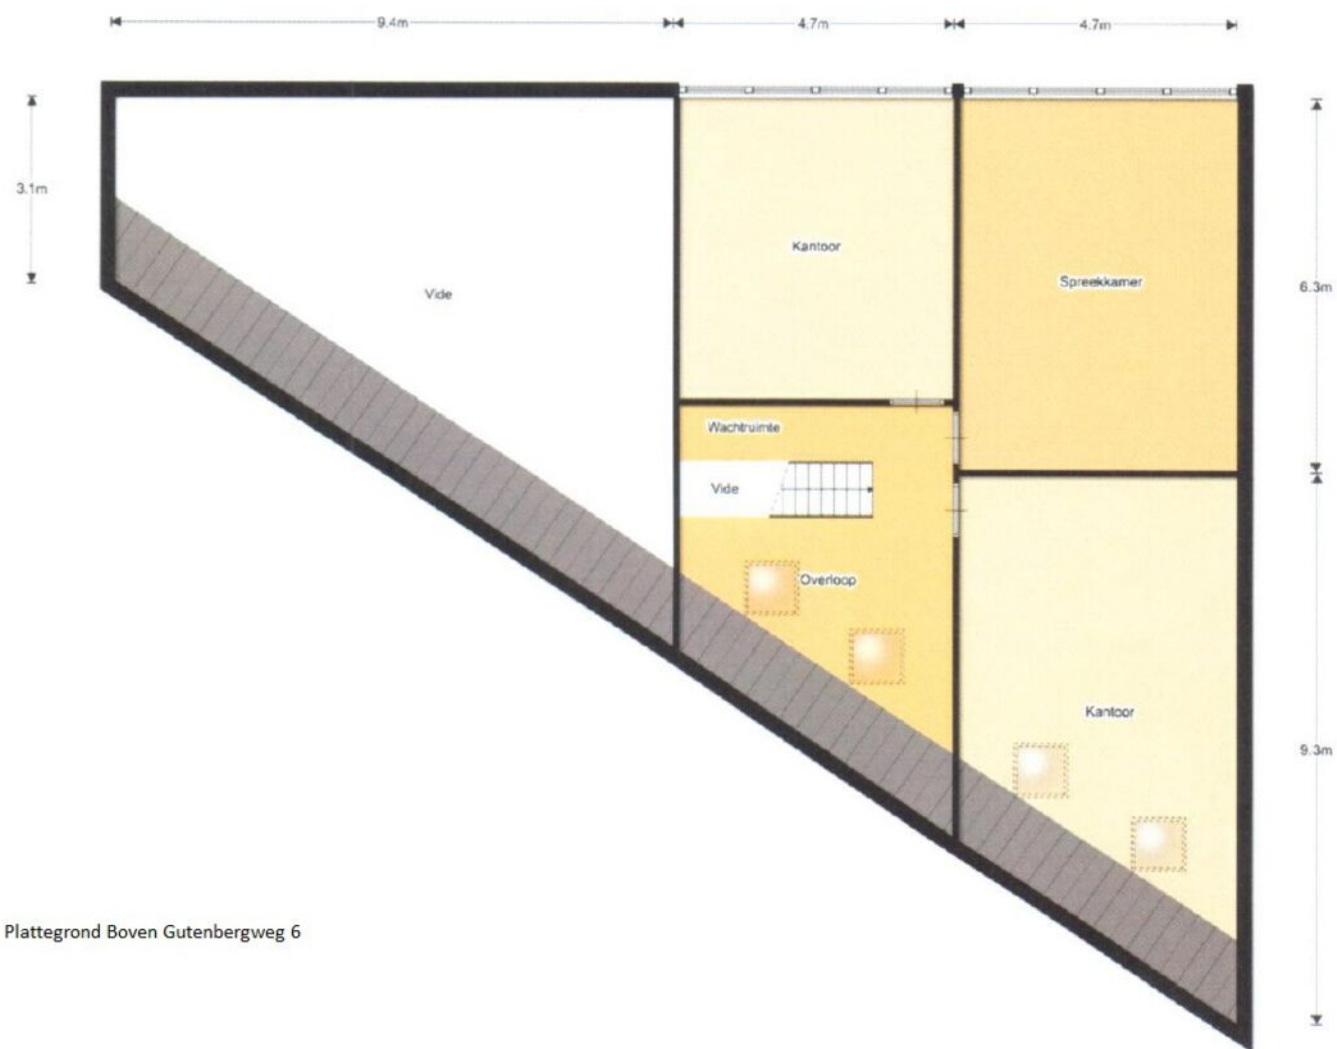 9.4m
4.7m
4.7m
3.1m
Kantoor
Spreekkamer
6.3m
Vide
Wachtruimte
Vide
Overloop
Kantoor
9.3m
Plattegrond Boven Gutenbergweg 6